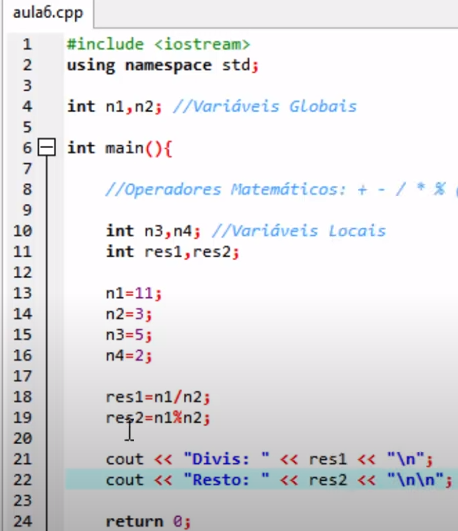 aula6.cpp
1 #include <iostream>
2 using namespace std;
3
4 int n1,n2; //Variáveis Globais
5
6 int main(){
7
8 //Operadores Matemáticos: + - / * % (
9
10 int n3,n4; //Variáveis Locais
11 int res1,res2;
12
13 n1=11;
14 n2=3;
15 n3=5;
16 n4=2;
17
18 res1=n1/n2;
19 res2=n1%n2;
20
21 cout << "Divis: " << res1 << "\n";
22 cout << "Resto: " << res2 << "\n\n";
23
24 return 0;